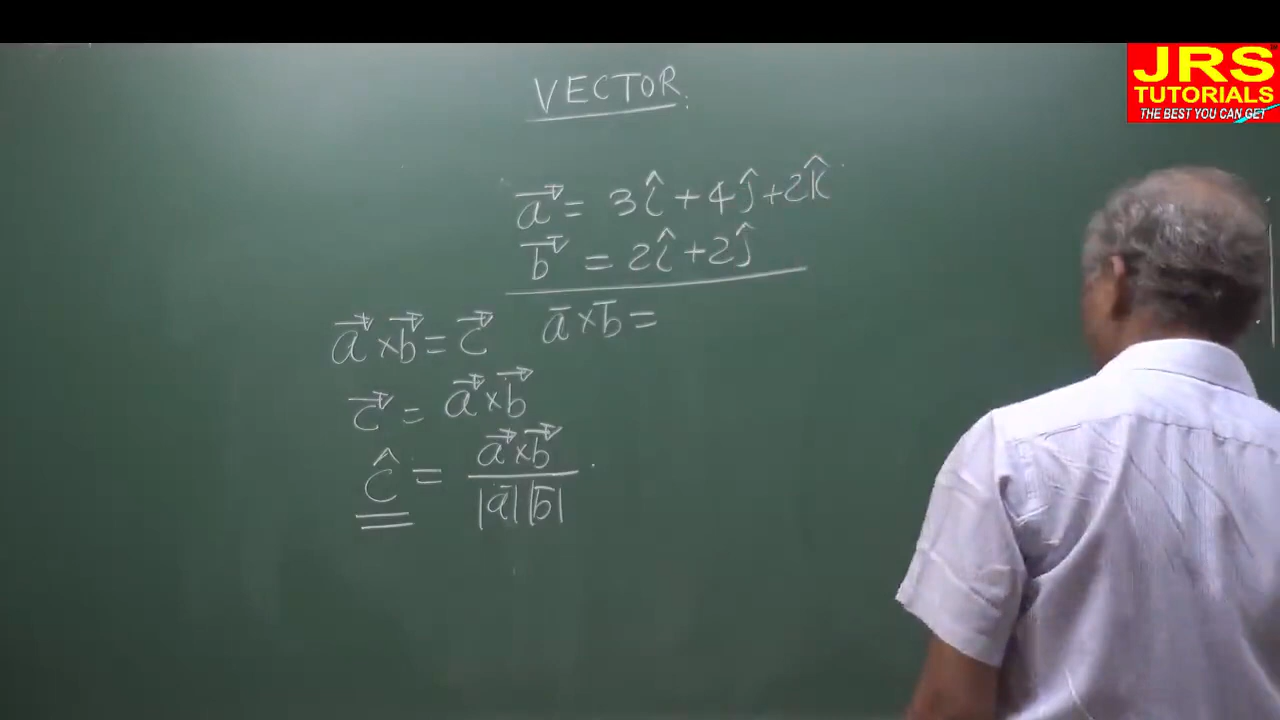 JRS
TUTORIALS
THE BEST YOU CAN GET
VECTOR.
a⃗ = 3î + 4ĵ + 2k̂
b⃗ = 2î + 2ĵ
a⃗ × b⃗ = c⃗
ā × b̄ =
c⃗ = a⃗ × b⃗
ĉ = a⃗ × b⃗ / |ā| |b̄|